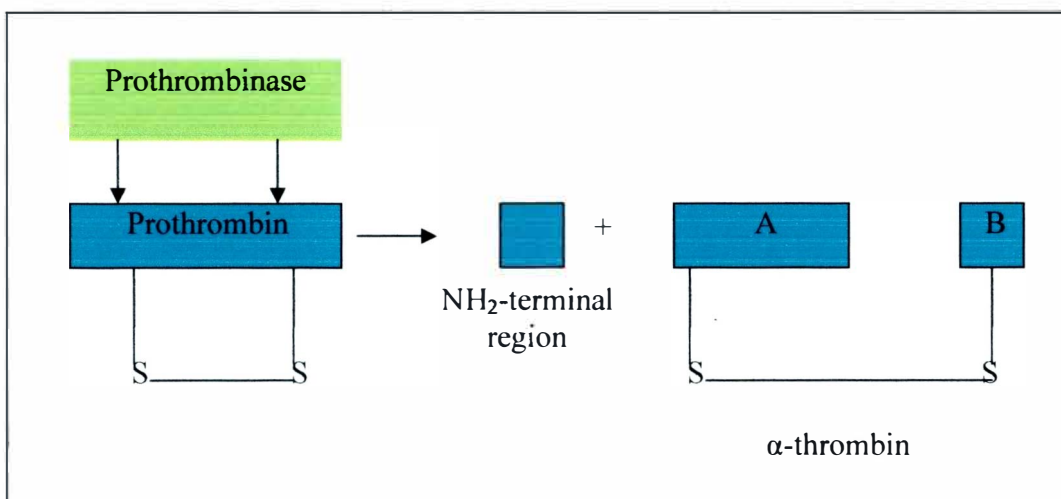 Prothrombinase
Prothrombin
+
A
B
NH₂-terminal
region
S S
S S
α-thrombin